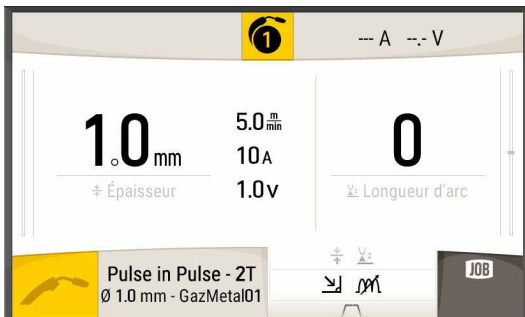 1
--- A --.- V
1.0 mm
Épaisseur
5.0 m/min
10 A
1.0 V
0
Longueur d'arc
Pulse in Pulse - 2T
Ø 1.0 mm - GazMetal01
JOB